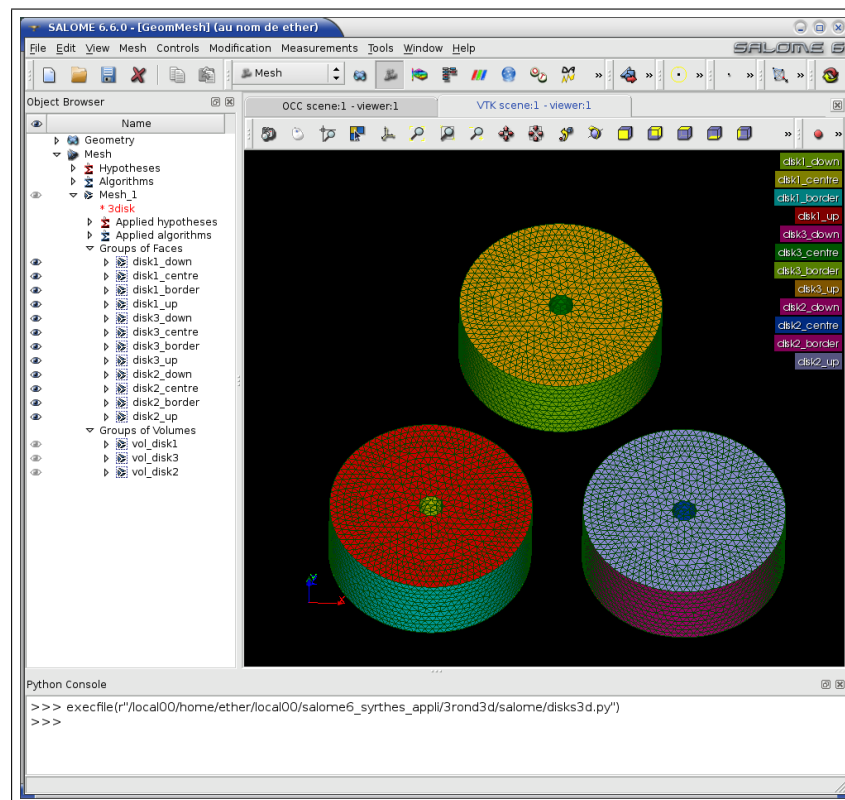 SALOME 6.6.0 - [GeomMesh] (au nom de ether)
File Edit View Mesh Controls Modification Measurements Tools Window Help
SALOME 6
Mesh
»
»
»
»
»
Object Browser
OCC scene:1 - viewer:1
VTK scene:1 - viewer:1
Name
»
»
Geometry
Mesh
Hypotheses
Algorithms
Mesh_1
* 3disk
Applied hypotheses
Applied algorithms
Groups of Faces
disk1_down
disk1_centre
disk1_border
disk1_up
disk3_down
disk3_centre
disk3_border
disk3_up
disk2_down
disk2_centre
disk2_border
disk2_up
Groups of Volumes
vol_disk1
vol_disk3
vol_disk2
disk1_down
disk1_centre
disk1_border
disk1_up
disk3_down
disk3_centre
disk3_border
disk3_up
disk2_down
disk2_centre
disk2_border
disk2_up
X
Python Console
>>> execfile(r"/local00/home/ether/local00/salome6_syrthes_appli/3rond3d/salome/disks3d.py")
>>>